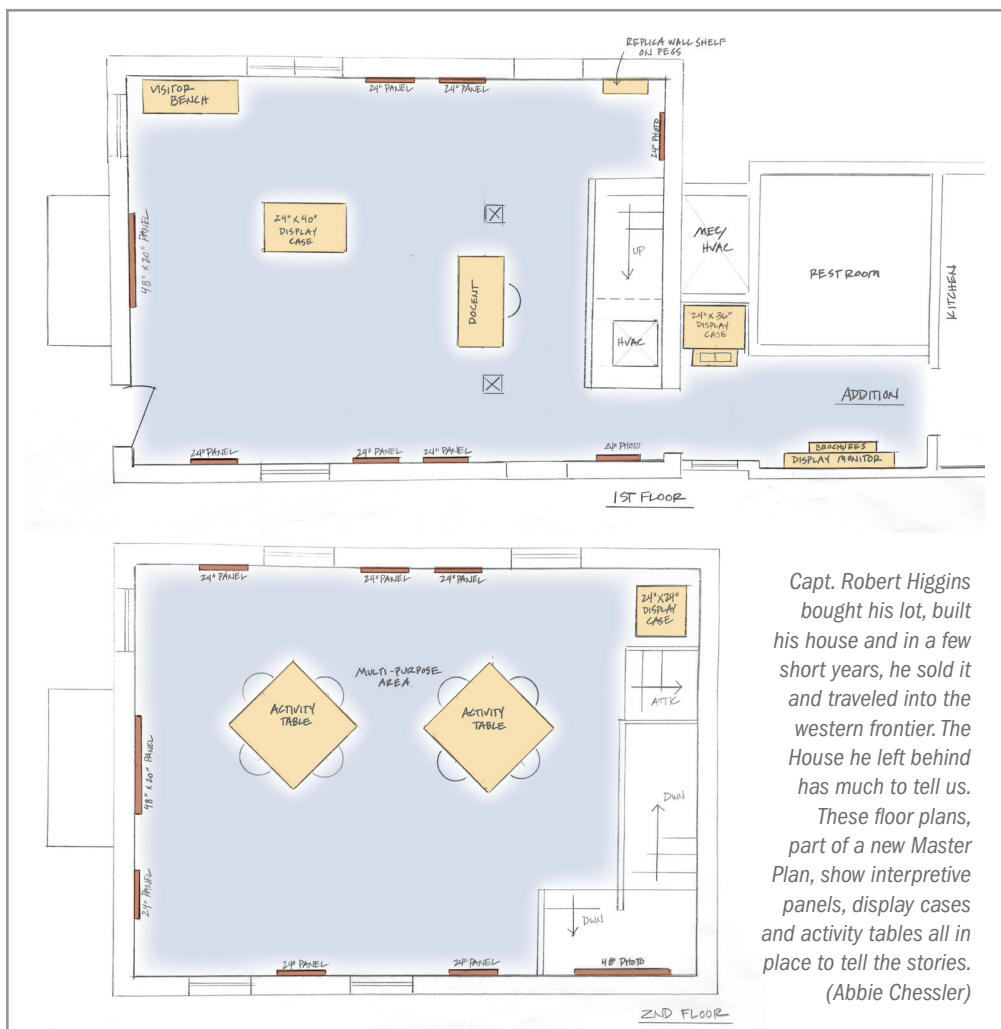 REPLICA WALL SHELF
ON PEGS
VISITOR
BENCH
24" PANEL
24" PANEL
24" PHOTO
48" X 20" PANEL
24" X 40"
DISPLAY
CASE
DOCENT
UP
HVAC
MEC/
HVAC
RESTROOM
KITCHEN
24" X 36"
DISPLAY
CASE
ADDITION
24" PANEL
24" PANEL
24" PANEL
24" PHOTO
BROCHURES
DISPLAY MONITOR
1ST FLOOR
24" PANEL
24" PANEL
24" PANEL
24" X 24"
DISPLAY
CASE
MULTI-PURPOSE
AREA
ACTIVITY
TABLE
ACTIVITY
TABLE
ATTIC
48" X 20" PANEL
DWN
24" PANEL
DWN
24" PANEL
24" PANEL
48" PHOTO
2ND FLOOR
Capt. Robert Higgins
bought his lot, built
his house and in a few
short years, he sold it
and traveled into the
western frontier. The
House he left behind
has much to tell us.
These floor plans,
part of a new Master
Plan, show interpretive
panels, display cases
and activity tables all in
place to tell the stories.
(Abbie Chessler)